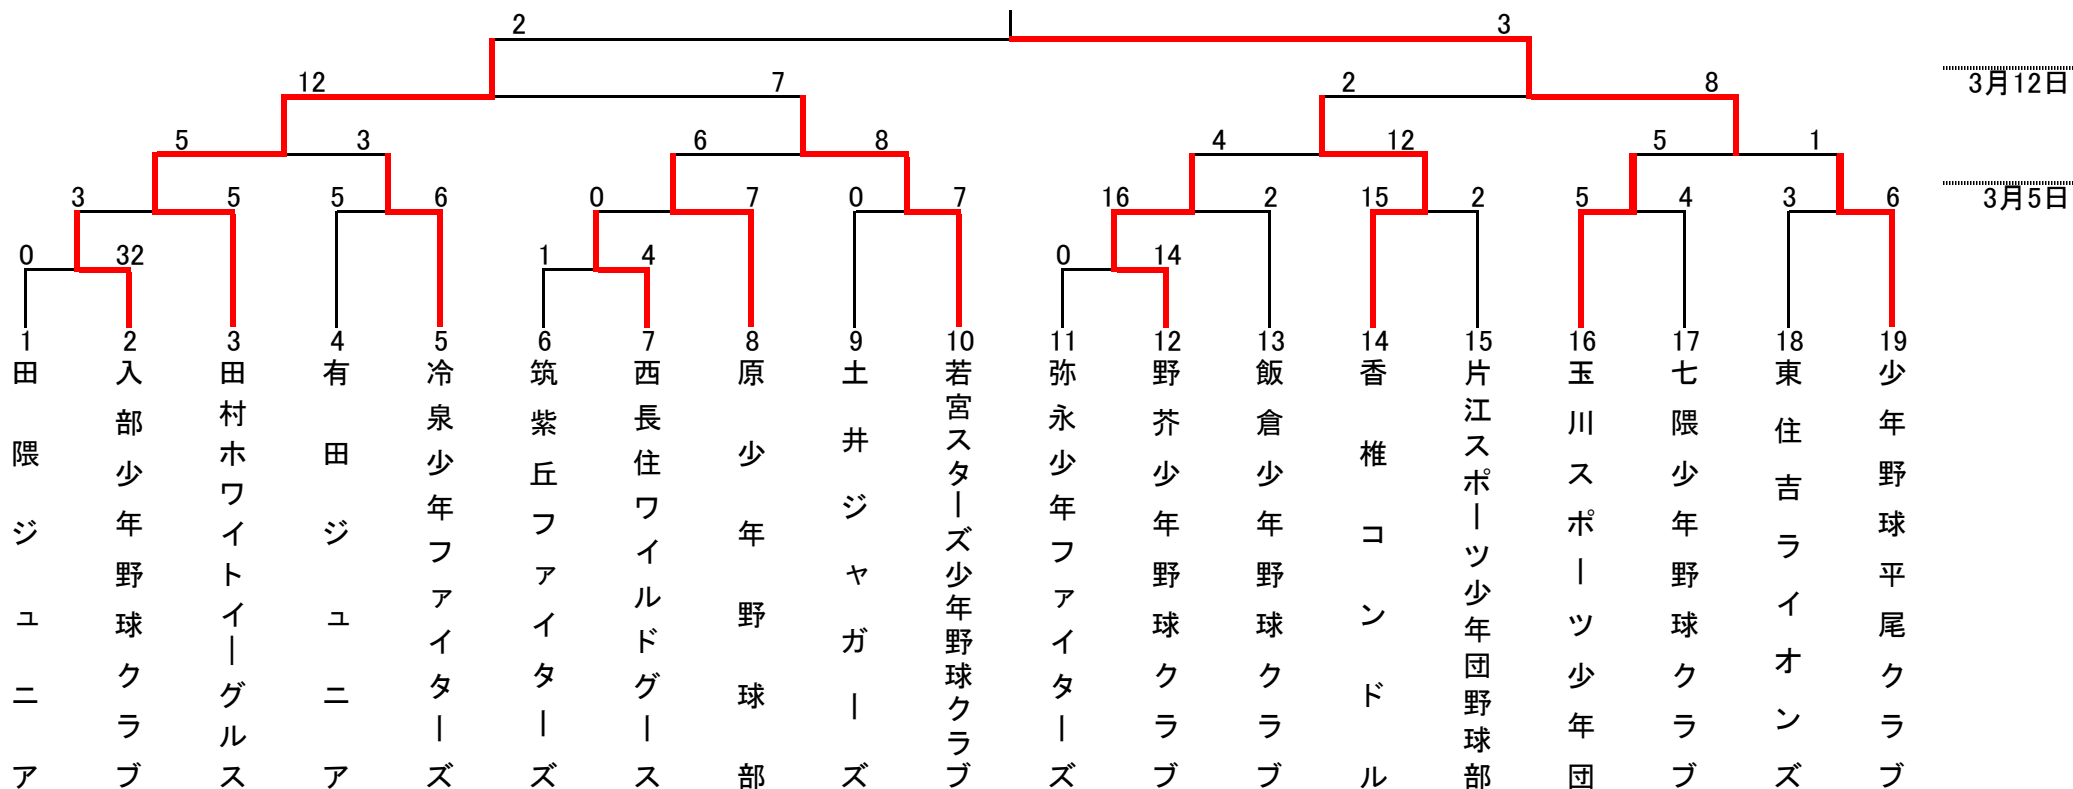 2 3
12 7 2 8 3月12日
5 3 6 8 4 12 5 1
3 5 5 6 0 7 0 7 16 2 15 2 5 4 3 6 3月5日
0 32 1 4 0 14
1 2 3 4 5 6 7 8 9 10 11 12 13 14 15 16 17 18 19
田隈ジュニア
入部少年野球クラブ
田村ホワイトイーグルス
有田ジュニア
冷泉少年ファイターズ
筑紫丘ファイターズ
西長住ワイルドグース
原少年野球部
土井ジャガーズ
若宮スターズ少年野球クラブ
弥永少年ファイターズ
野芥少年野球クラブ
飯倉少年野球クラブ
香椎コンドル
片江スポーツ少年団野球部
玉川スポーツ少年団
七隈少年野球クラブ
東住吉ライオンズ
少年野球平尾クラブ